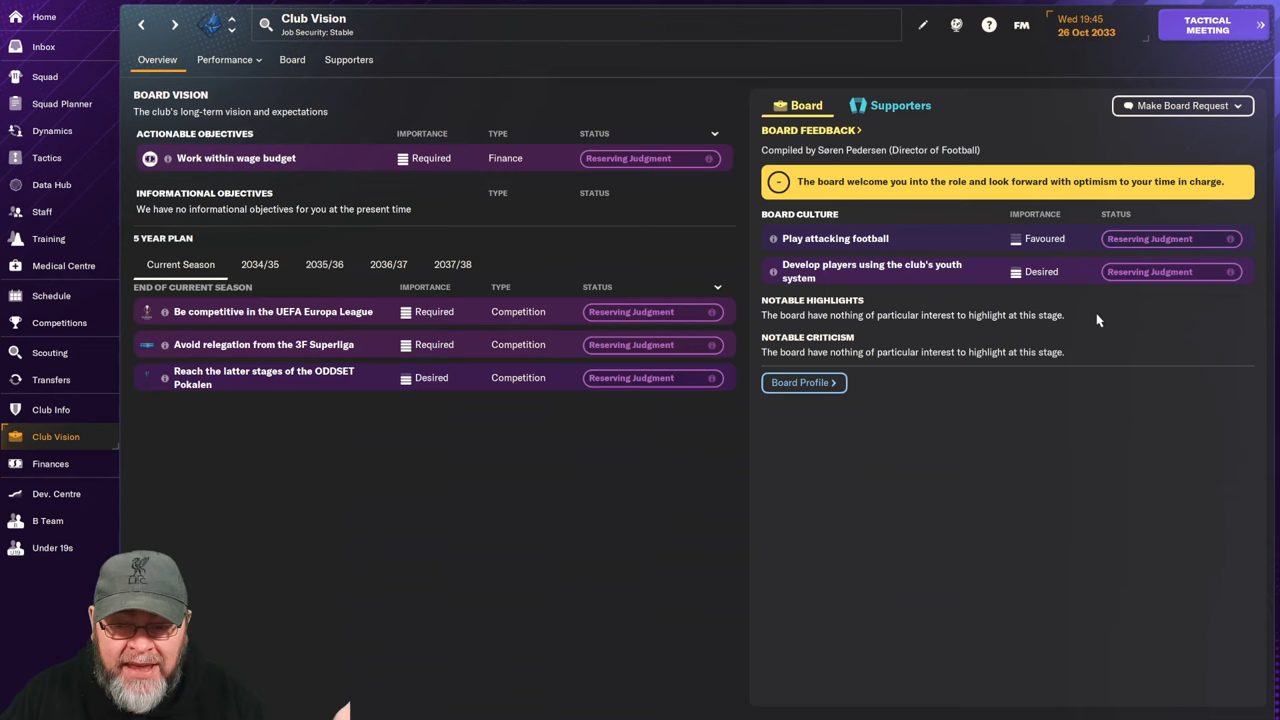 Home
Inbox
Squad
Squad Planner
Dynamics
Tactics
Data Hub
Staff
Training
Medical Centre
Schedule
Competitions
Scouting
Transfers
Club Info
Club Vision
Finances
Dev. Centre
B Team
Under 19s
Club Vision
Job Security: Stable
FM
Wed 19:45
26 Oct 2033
TACTICAL
MEETING
Overview Performance Board Supporters
BOARD VISION
The club's long-term vision and expectations
ACTIONABLE OBJECTIVES IMPORTANCE TYPE STATUS
Work within wage budget Required Finance Reserving Judgment
INFORMATIONAL OBJECTIVES TYPE STATUS
We have no informational objectives for you at the present time
5 YEAR PLAN
Current Season 2034/35 2035/36 2036/37 2037/38
END OF CURRENT SEASON IMPORTANCE TYPE STATUS
Be competitive in the UEFA Europa League Required Competition Reserving Judgment
Avoid relegation from the 3F Superliga Required Competition Reserving Judgment
Reach the latter stages of the ODDSET
Pokalen Desired Competition Reserving Judgment
Board Supporters Make Board Request
BOARD FEEDBACK
Compiled by Søren Pedersen (Director of Football)
The board welcome you into the role and look forward with optimism to your time in charge.
BOARD CULTURE IMPORTANCE STATUS
Play attacking football Favoured Reserving Judgment
Develop players using the club's youth
system Desired Reserving Judgment
NOTABLE HIGHLIGHTS
The board have nothing of particular interest to highlight at this stage.
NOTABLE CRITICISM
The board have nothing of particular interest to highlight at this stage.
Board Profile
L.F.C.